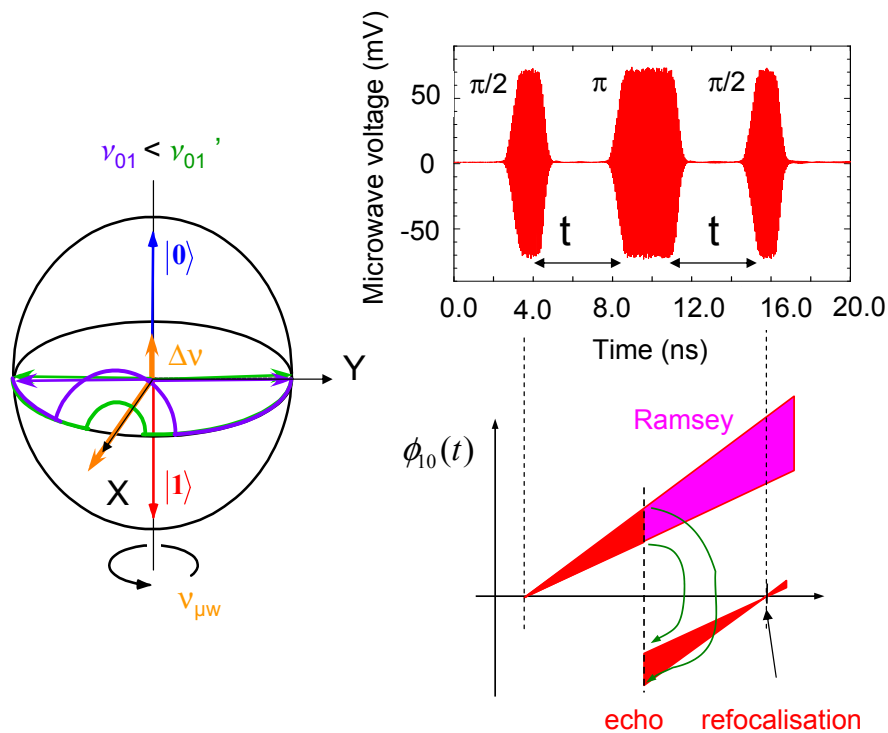 ν01 < ν01 ’
|0⟩
Δν
Y
X
|1⟩
νμw
Microwave voltage (mV)
50
0
-50
π/2
π
π/2
t
t
0.0
4.0
8.0
12.0
16.0
20.0
Time (ns)
ϕ10(t)
Ramsey
echo
refocalisation